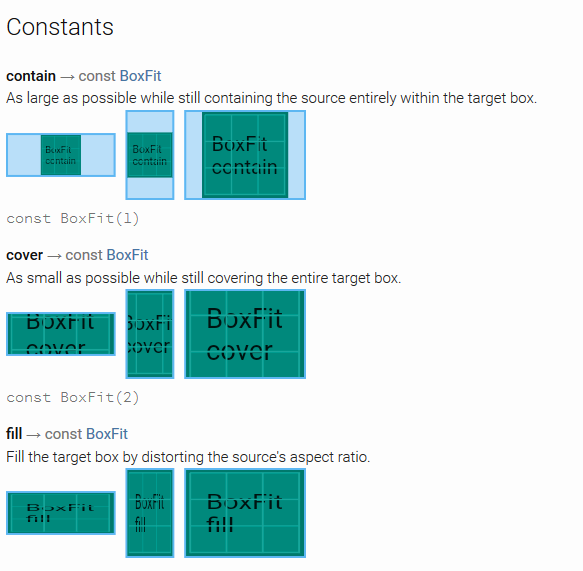 Constants
contain → const BoxFit
As large as possible while still containing the source entirely within the target box.
BoxFit BoxFit BoxFit
contain contain contain
const BoxFit(1)
cover → const BoxFit
As small as possible while still covering the entire target box.
BoxFit BoxFit BoxFit
cover cover cover
const BoxFit(2)
fill → const BoxFit
Fill the target box by distorting the source's aspect ratio.
BoxFit BoxFit BoxFit
fill fill fill